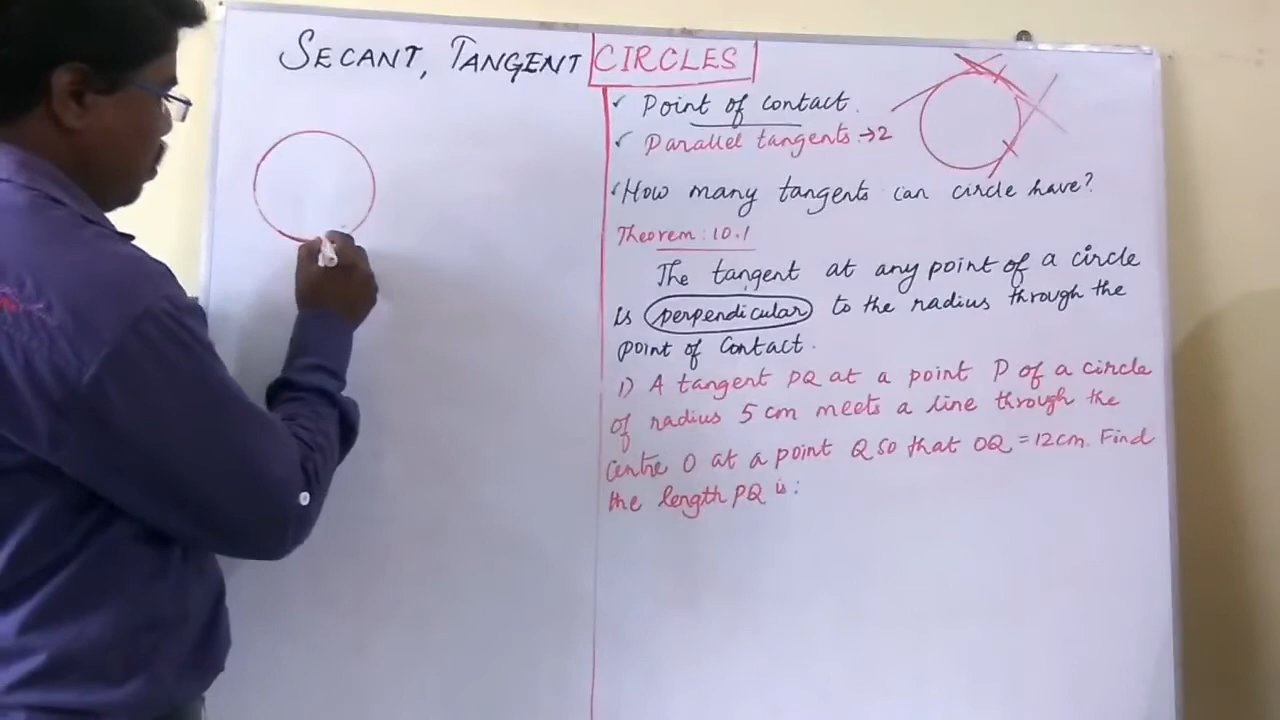 SECANT, TANGENT CIRCLES
✓ Point of contact.
✓ Parallel tangents → 2
✓ How many tangents can circle have?
Theorem: 10.1
The tangent at any point of a circle
is perpendicular to the radius through the
point of contact.
1) A tangent PQ at a point P of a circle
of radius 5 cm meets a line through the
centre O at a point Q so that OQ = 12 cm. Find
the length PQ is: